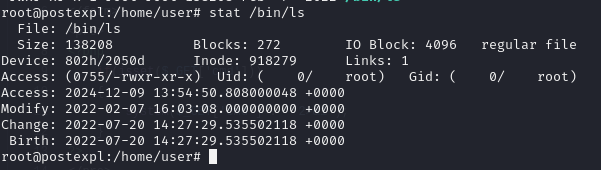 root@postexpl:/home/user# stat /bin/ls
File: /bin/ls
Size: 138208 Blocks: 272 IO Block: 4096 regular file
Device: 802h/2050d Inode: 918279 Links: 1
Access: (0755/-rwxr-xr-x) Uid: ( 0/ root) Gid: ( 0/ root)
Access: 2024-12-09 13:54:50.808000048 +0000
Modify: 2022-02-07 16:03:08.000000000 +0000
Change: 2022-07-20 14:27:29.535502118 +0000
Birth: 2022-07-20 14:27:29.535502118 +0000
root@postexpl:/home/user#